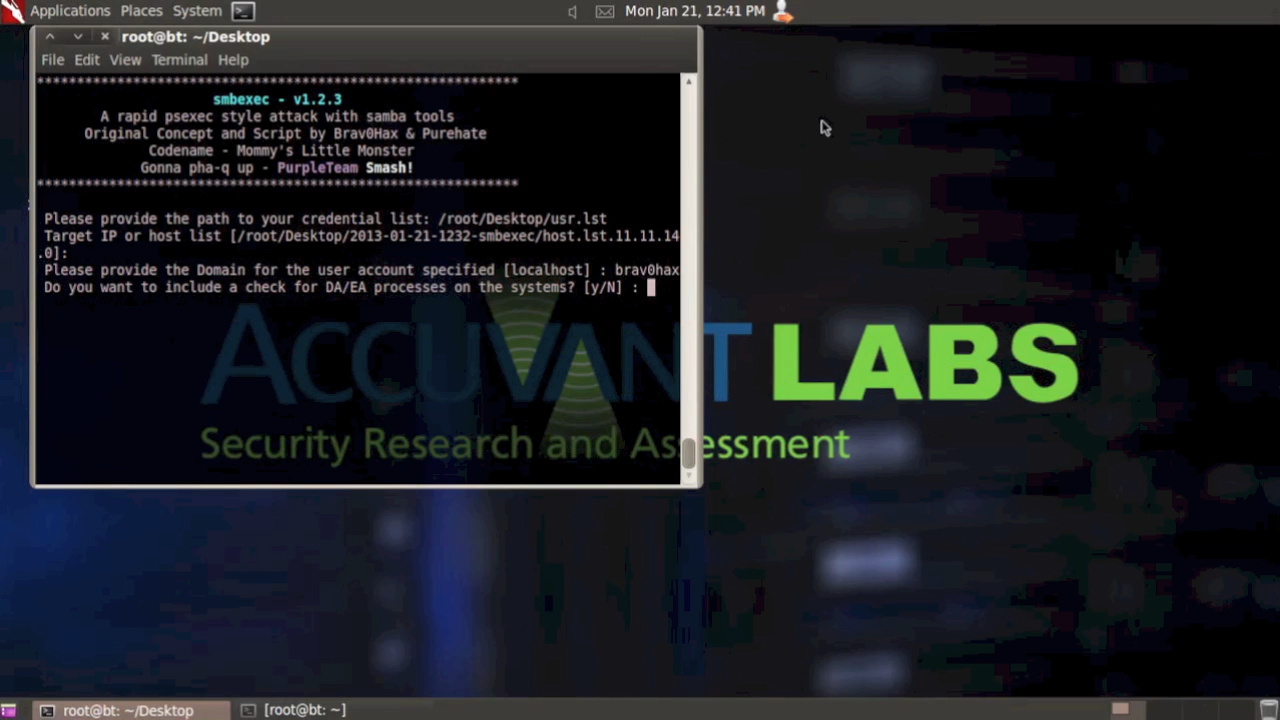 Applications Places System Mon Jan 21, 12:41 PM
root@bt: ~/Desktop
File Edit View Terminal Help
************************************************************
smbexec - v1.2.3
A rapid psexec style attack with samba tools
Original Concept and Script by Brav0Hax & Purehate
Codename - Mommy's Little Monster
Gonna pha-q up - PurpleTeam Smash!
************************************************************
Please provide the path to your credential list: /root/Desktop/usr.lst
Target IP or host list [/root/Desktop/2013-01-21-1232-smbexec/host.lst.11.11.14
.0]:
Please provide the Domain for the user account specified [localhost] : brav0hax
Do you want to include a check for DA/EA processes on the systems? [y/N] :
ACCUVANT LABS
Security Research and Assessment
root@bt: ~/Desktop [root@bt: ~]